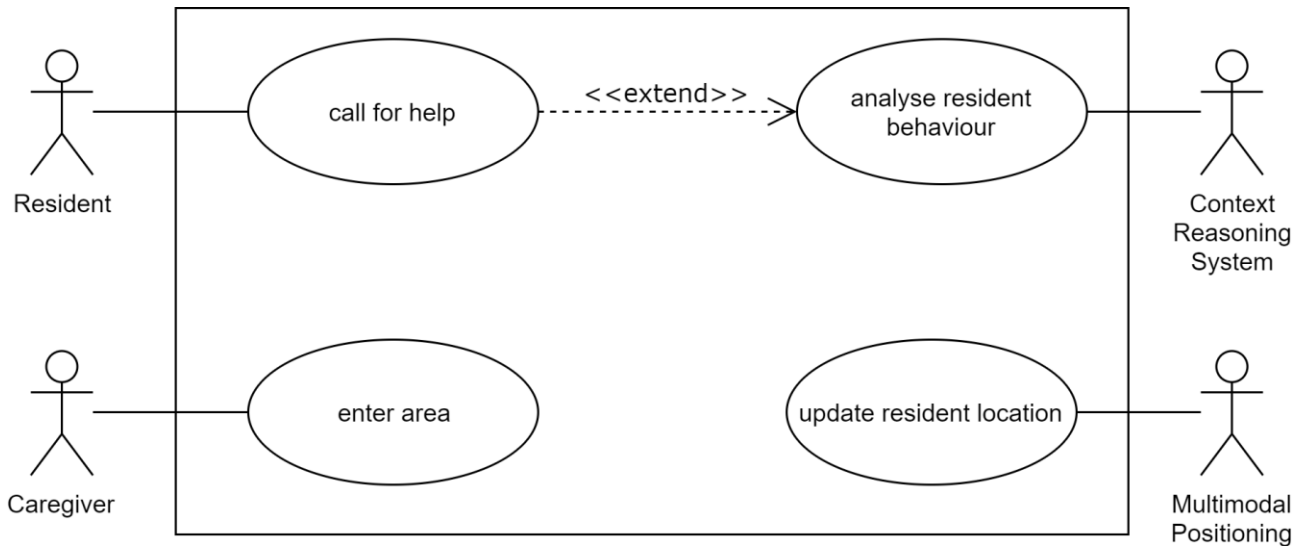 call for help
<<extend>>
analyse resident
behaviour
Resident
Context
Reasoning
System
enter area
update resident location
Caregiver
Multimodal
Positioning